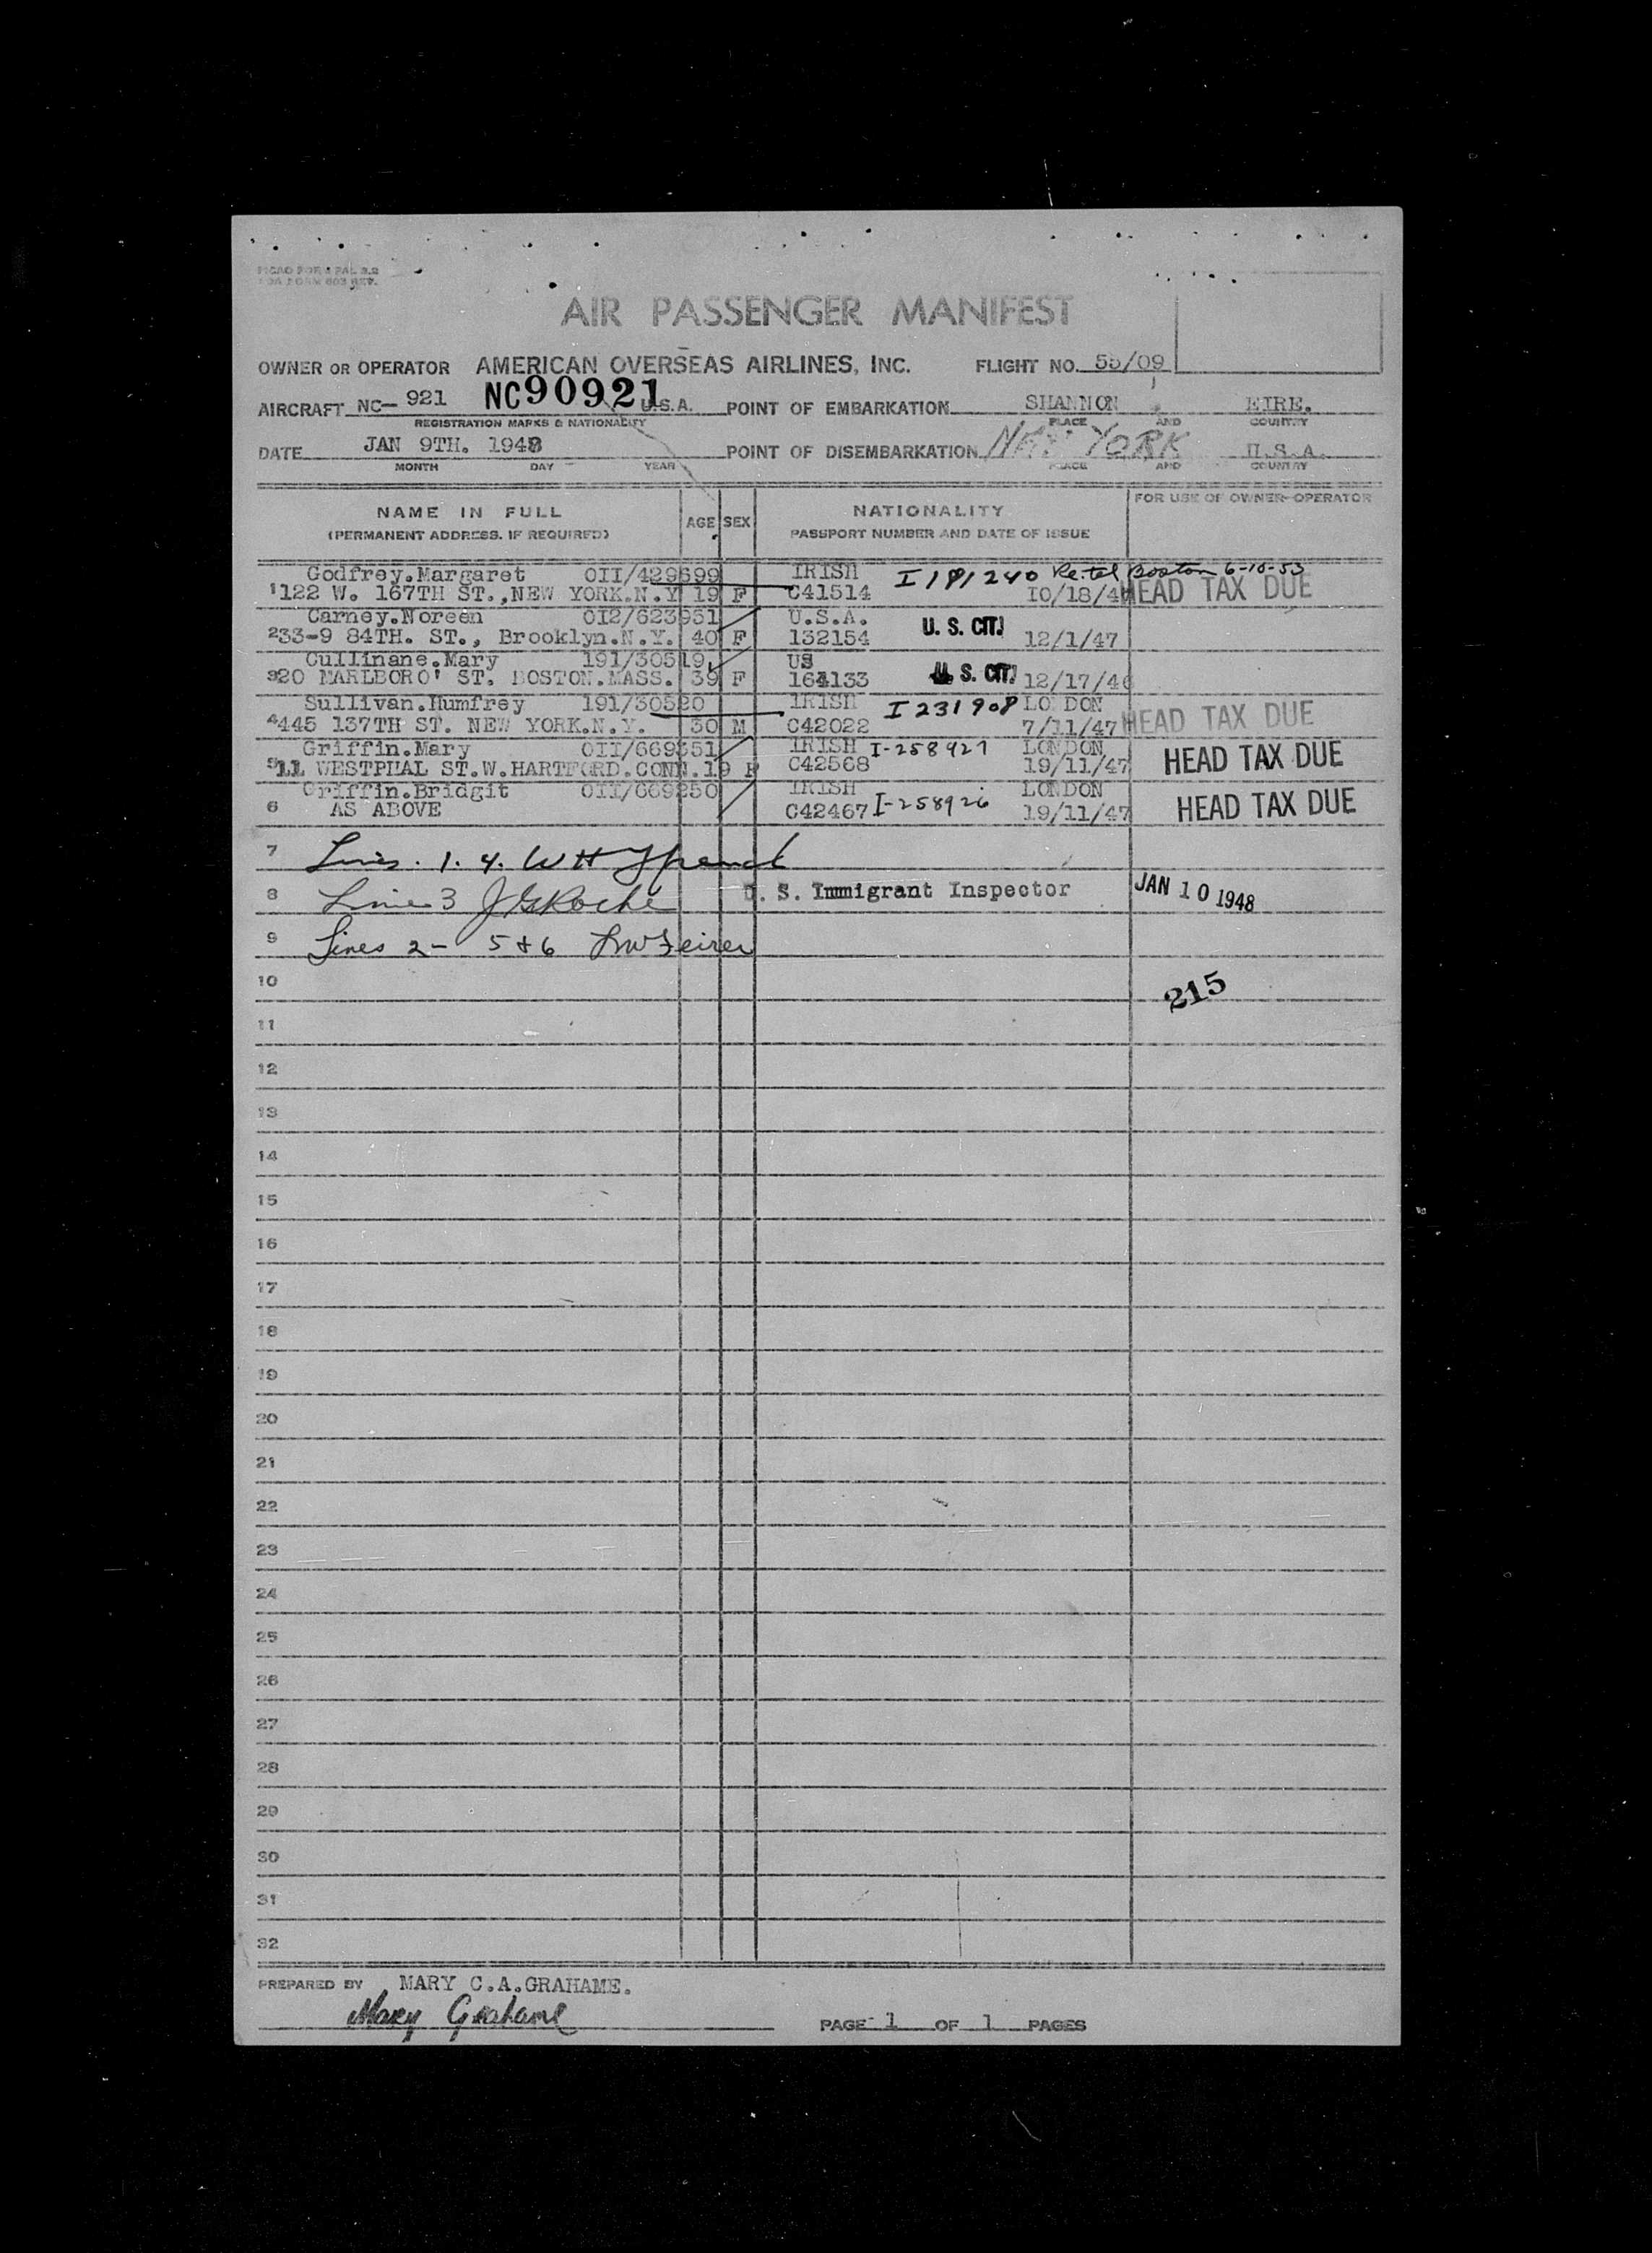 AIR PASSENGER MANIFEST
OWNER OR OPERATOR AMERICAN OVERSEAS AIRLINES, INC. FLIGHT NO. 55/09
AIRCRAFT NC- 921 NC90921 U.S.A. POINT OF EMBARKATION SHANNON EIRE.
REGISTRATION MARKS & NATIONALITY PLACE AND COUNTRY
DATE JAN 9TH. 1948 POINT OF DISEMBARKATION NEW YORK U.S.A.
MONTH DAY YEAR PLACE AND COUNTRY
NAME IN FULL AGE SEX NATIONALITY FOR USE OF OWNER-OPERATOR
(PERMANENT ADDRESS, IF REQUIRED) PASSPORT NUMBER AND DATE OF ISSUE
Godfrey.Margaret OII/429599 IRISH I 181240 Re.tel Boston 6-10-53
1 122 W. 167TH ST.,NEW YORK.N.Y 19 F C41514 IO/18/4 HEAD TAX DUE
Carney.Noreen OI2/623951 U.S.A. U. S. CIT.
2 33-9 84TH. ST., Brooklyn.N.Y. 40 F 132154 12/1/47
Cullinane.Mary 191/30519 US U. S. CIT.
3 20 MARLBORO' ST. BOSTON.MASS. 39 F 164133 12/17/46
Sullivan.Humfrey 191/30520 IRISH I 231908 LONDON
4 445 137TH ST. NEW YORK.N.Y. 30 M C42022 7/11/47 HEAD TAX DUE
Griffin.Mary OII/669351 IRISH I-258927 LONDON
5 11 WESTPHAL ST.W.HARTFORD.CONN.19 F C42568 19/11/47 HEAD TAX DUE
Griffin.Bridgit OII/669250 IRISH I-258926 LONDON
6 AS ABOVE C42467 19/11/47 HEAD TAX DUE
7 Lines. 1. 4.
8 Line 3 J G Roche U. S. Immigrant Inspector JAN 10 1948
9 Lines 2- 5 & 6
10 215
11
12
13
14
15
16
17
18
19
20
21
22
23
24
25
26
27
28
29
30
31
32
PREPARED BY MARY C.A.GRAHAME.
Mary Grahame
PAGE 1 OF 1 PAGES